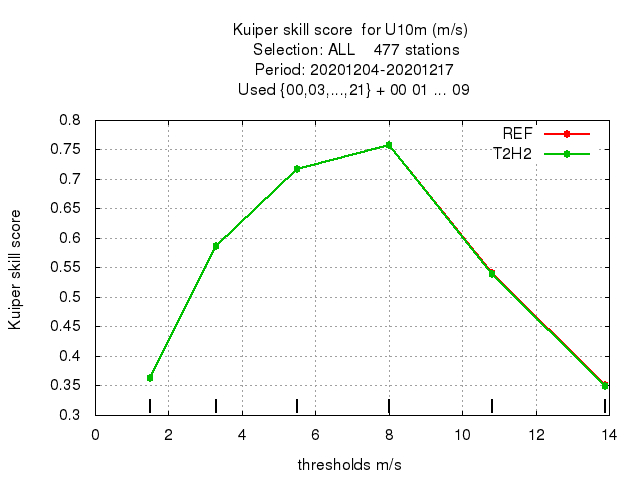 Kuiper skill score  for U10m (m/s)
Selection: ALL    477 stations
Period: 20201204-20201217
Used {00,03,...,21} + 00 01 ... 09
REF
T2H2
0.8
0.75
0.7
0.65
0.6
0.55
0.5
0.45
0.4
0.35
0.3
Kuiper skill score
0 2 4 6 8 10 12 14
thresholds m/s